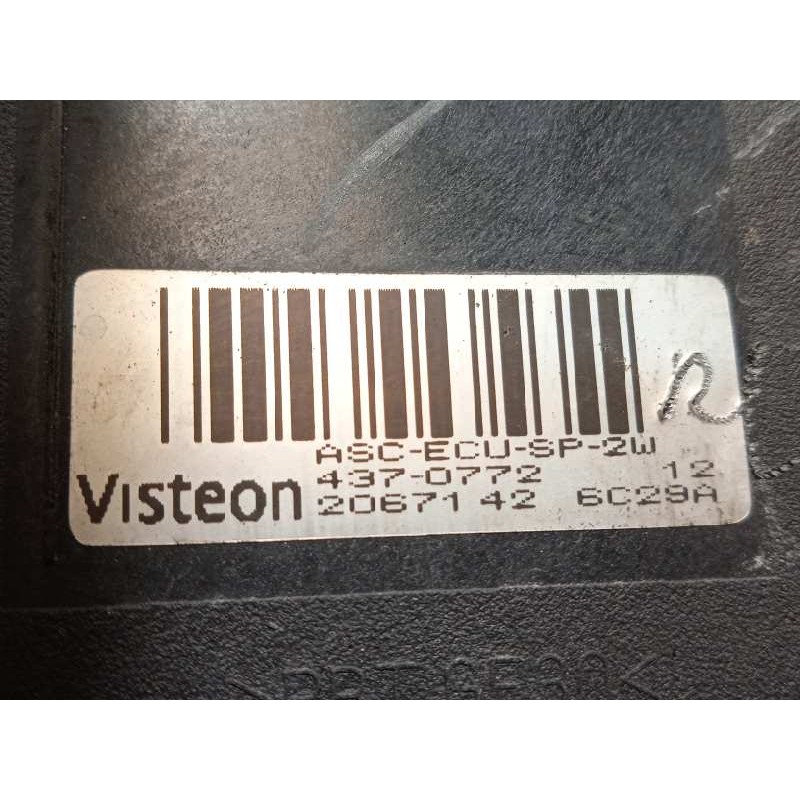 ASC-ECU-SP-2W
437-0772 12
Visteon 2067142 6C29A